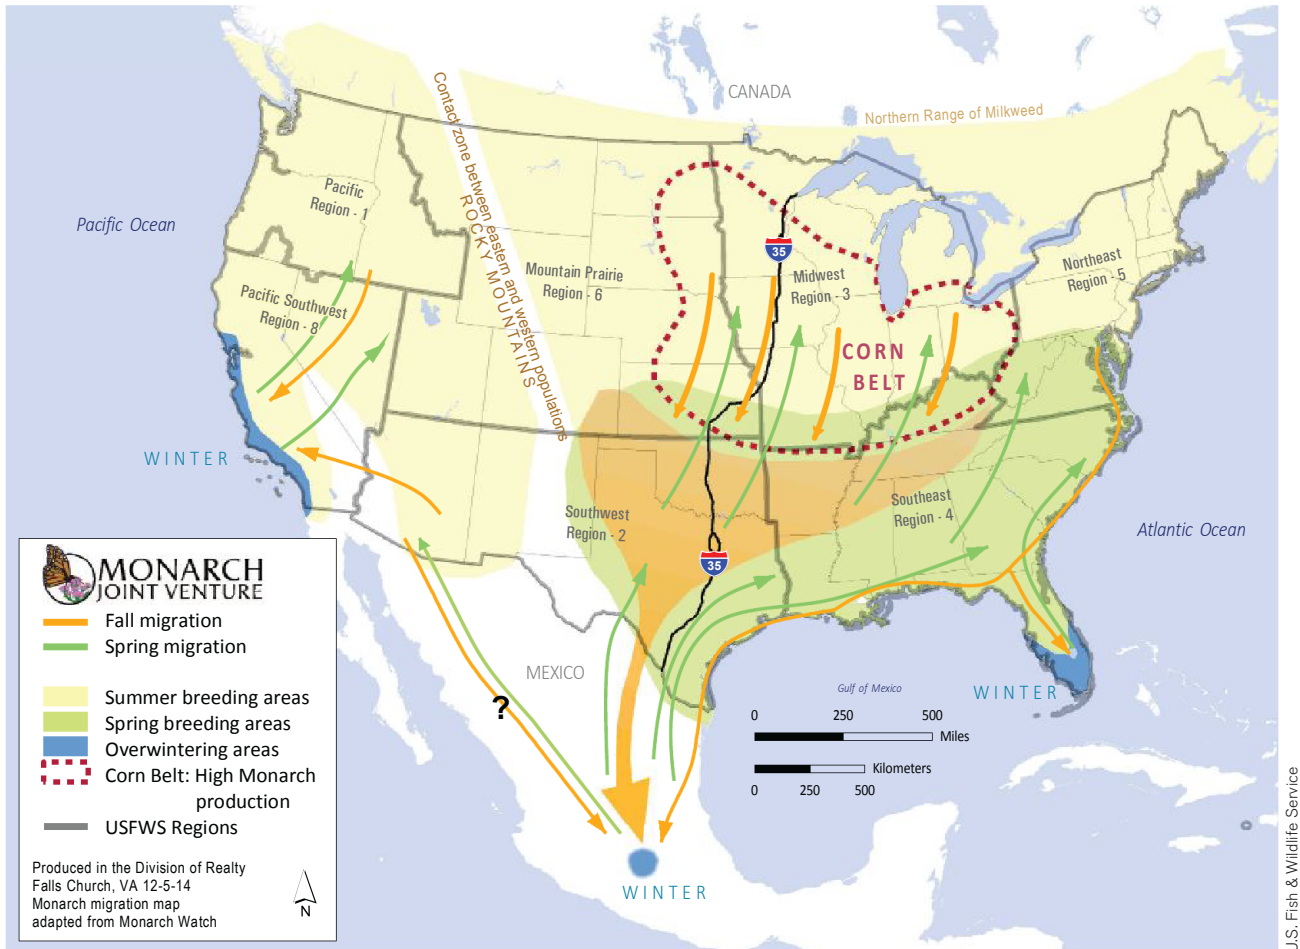 CANADA
Northern Range of Milkweed
Contact zone between eastern and western populations
ROCKY MOUNTAINS
Pacific
Region - 1
Pacific Ocean
35
Mountain Prairie
Region - 6
Midwest
Region - 3
Northeast
Region - 5
Pacific Southwest
Region - 8
CORN
BELT
WINTER
Southwest
Region - 2
Southeast
Region - 4
Atlantic Ocean
35
MONARCH
JOINT VENTURE
Fall migration
Spring migration
Summer breeding areas
Spring breeding areas
Overwintering areas
Corn Belt: High Monarch
production
USFWS Regions
Produced in the Division of Realty
Falls Church, VA 12-5-14
Monarch migration map
adapted from Monarch Watch
N
MEXICO
?
Gulf of Mexico
WINTER
0 250 500
Miles
Kilometers
0 250 500
WINTER
U.S. Fish & Wildlife Service